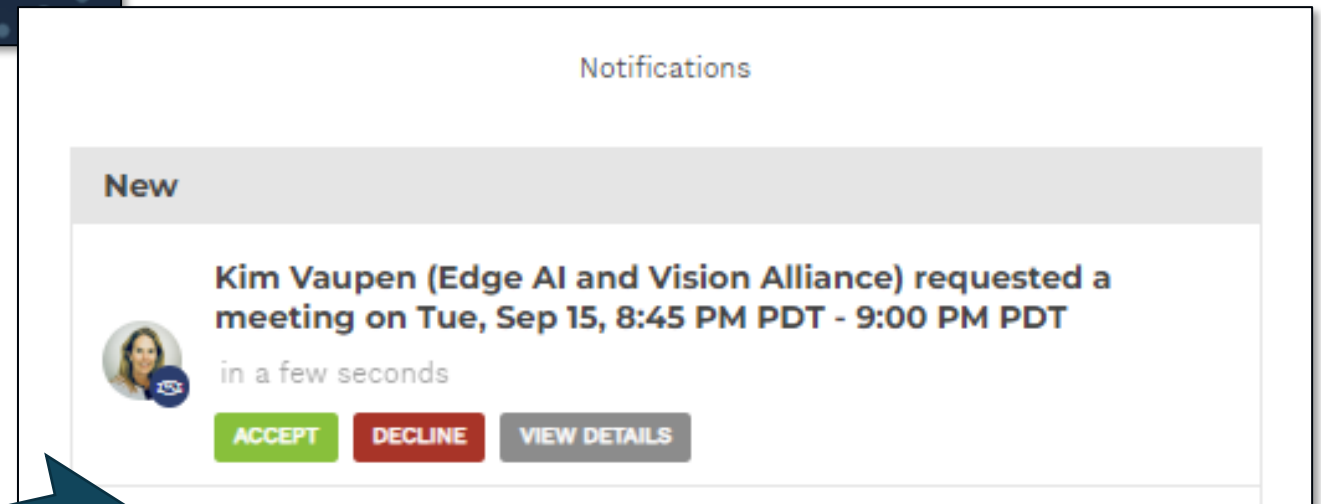 Notifications
New
Kim Vaupen (Edge AI and Vision Alliance) requested a
meeting on Tue, Sep 15, 8:45 PM PDT - 9:00 PM PDT
in a few seconds
ACCEPT DECLINE VIEW DETAILS